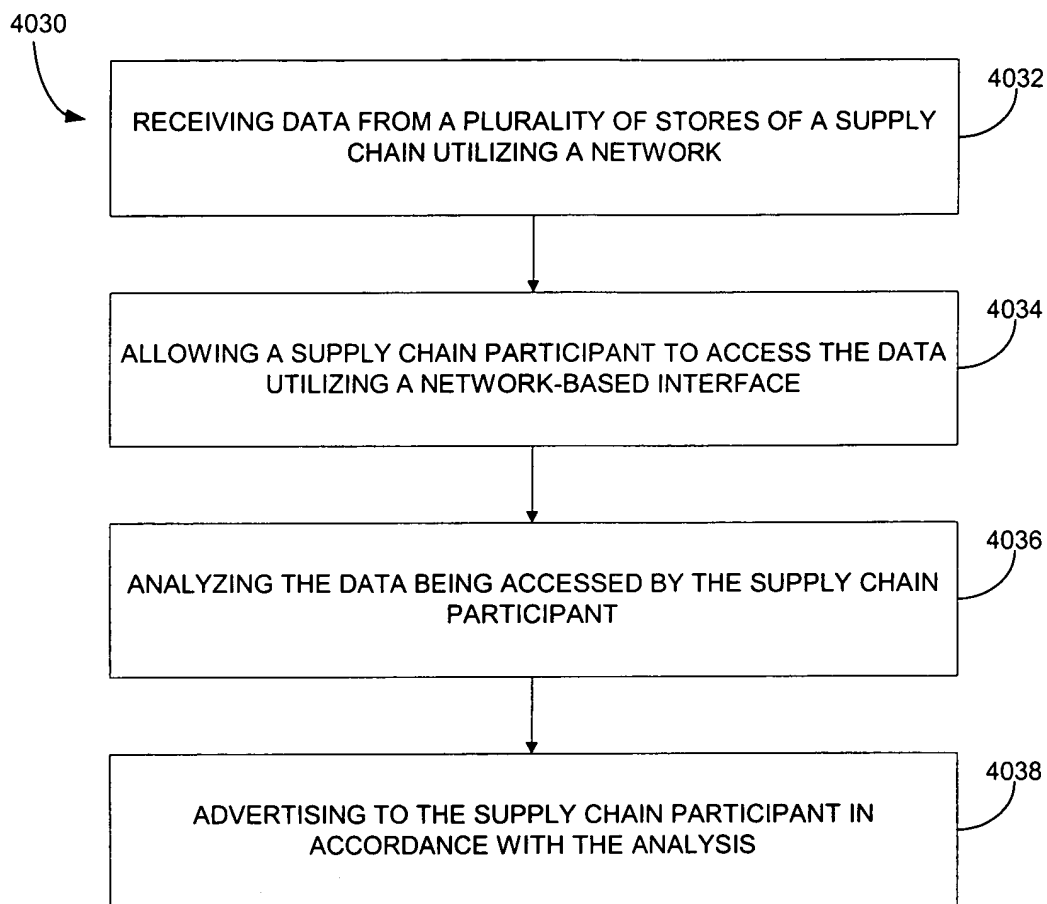 4030
4032
RECEIVING DATA FROM A PLURALITY OF STORES OF A SUPPLY
CHAIN UTILIZING A NETWORK
4034
ALLOWING A SUPPLY CHAIN PARTICIPANT TO ACCESS THE DATA
UTILIZING A NETWORK-BASED INTERFACE
4036
ANALYZING THE DATA BEING ACCESSED BY THE SUPPLY CHAIN
PARTICIPANT
4038
ADVERTISING TO THE SUPPLY CHAIN PARTICIPANT IN
ACCORDANCE WITH THE ANALYSIS